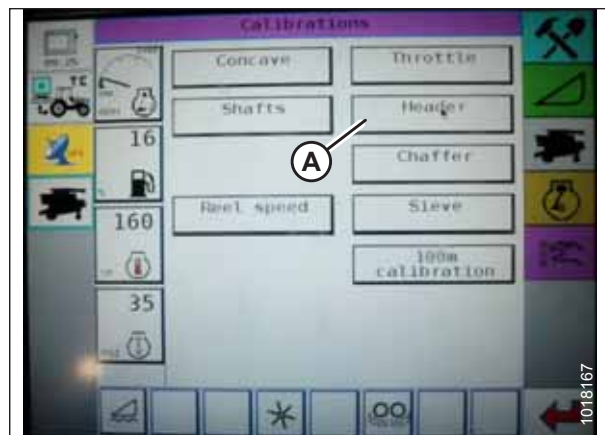 Calibrations
Concave
Throttle
Shafts
Header
A
16
Chaffer
Reel speed
Sieve
160
100m
calibration
35
1018167